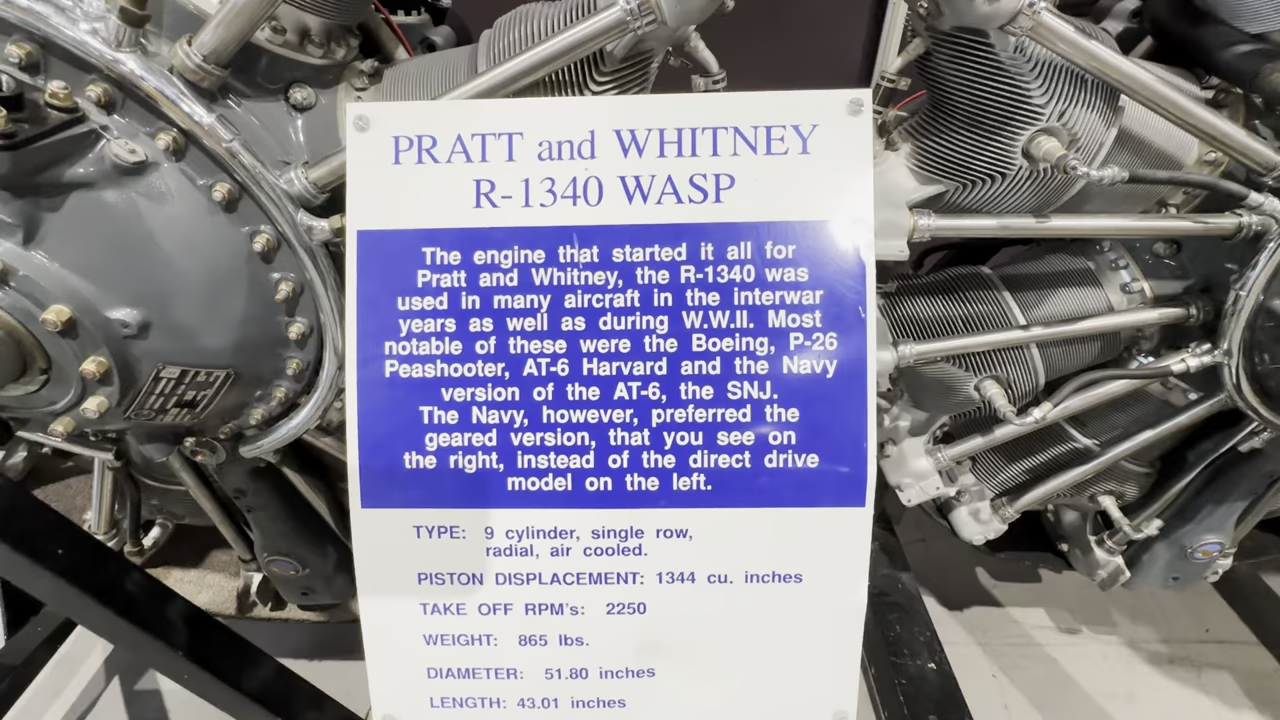 PRATT and WHITNEY
R-1340 WASP
The engine that started it all for
Pratt and Whitney, the R-1340 was
used in many aircraft in the interwar
years as well as during W.W.II. Most
notable of these were the Boeing, P-26
Peashooter, AT-6 Harvard and the Navy
version of the AT-6, the SNJ.
The Navy, however, preferred the
geared version, that you see on
the right, instead of the direct drive
model on the left.
TYPE: 9 cylinder, single row,
radial, air cooled.
PISTON DISPLACEMENT: 1344 cu. inches
TAKE OFF RPM's: 2250
WEIGHT: 865 lbs.
DIAMETER: 51.80 inches
LENGTH: 43.01 inches